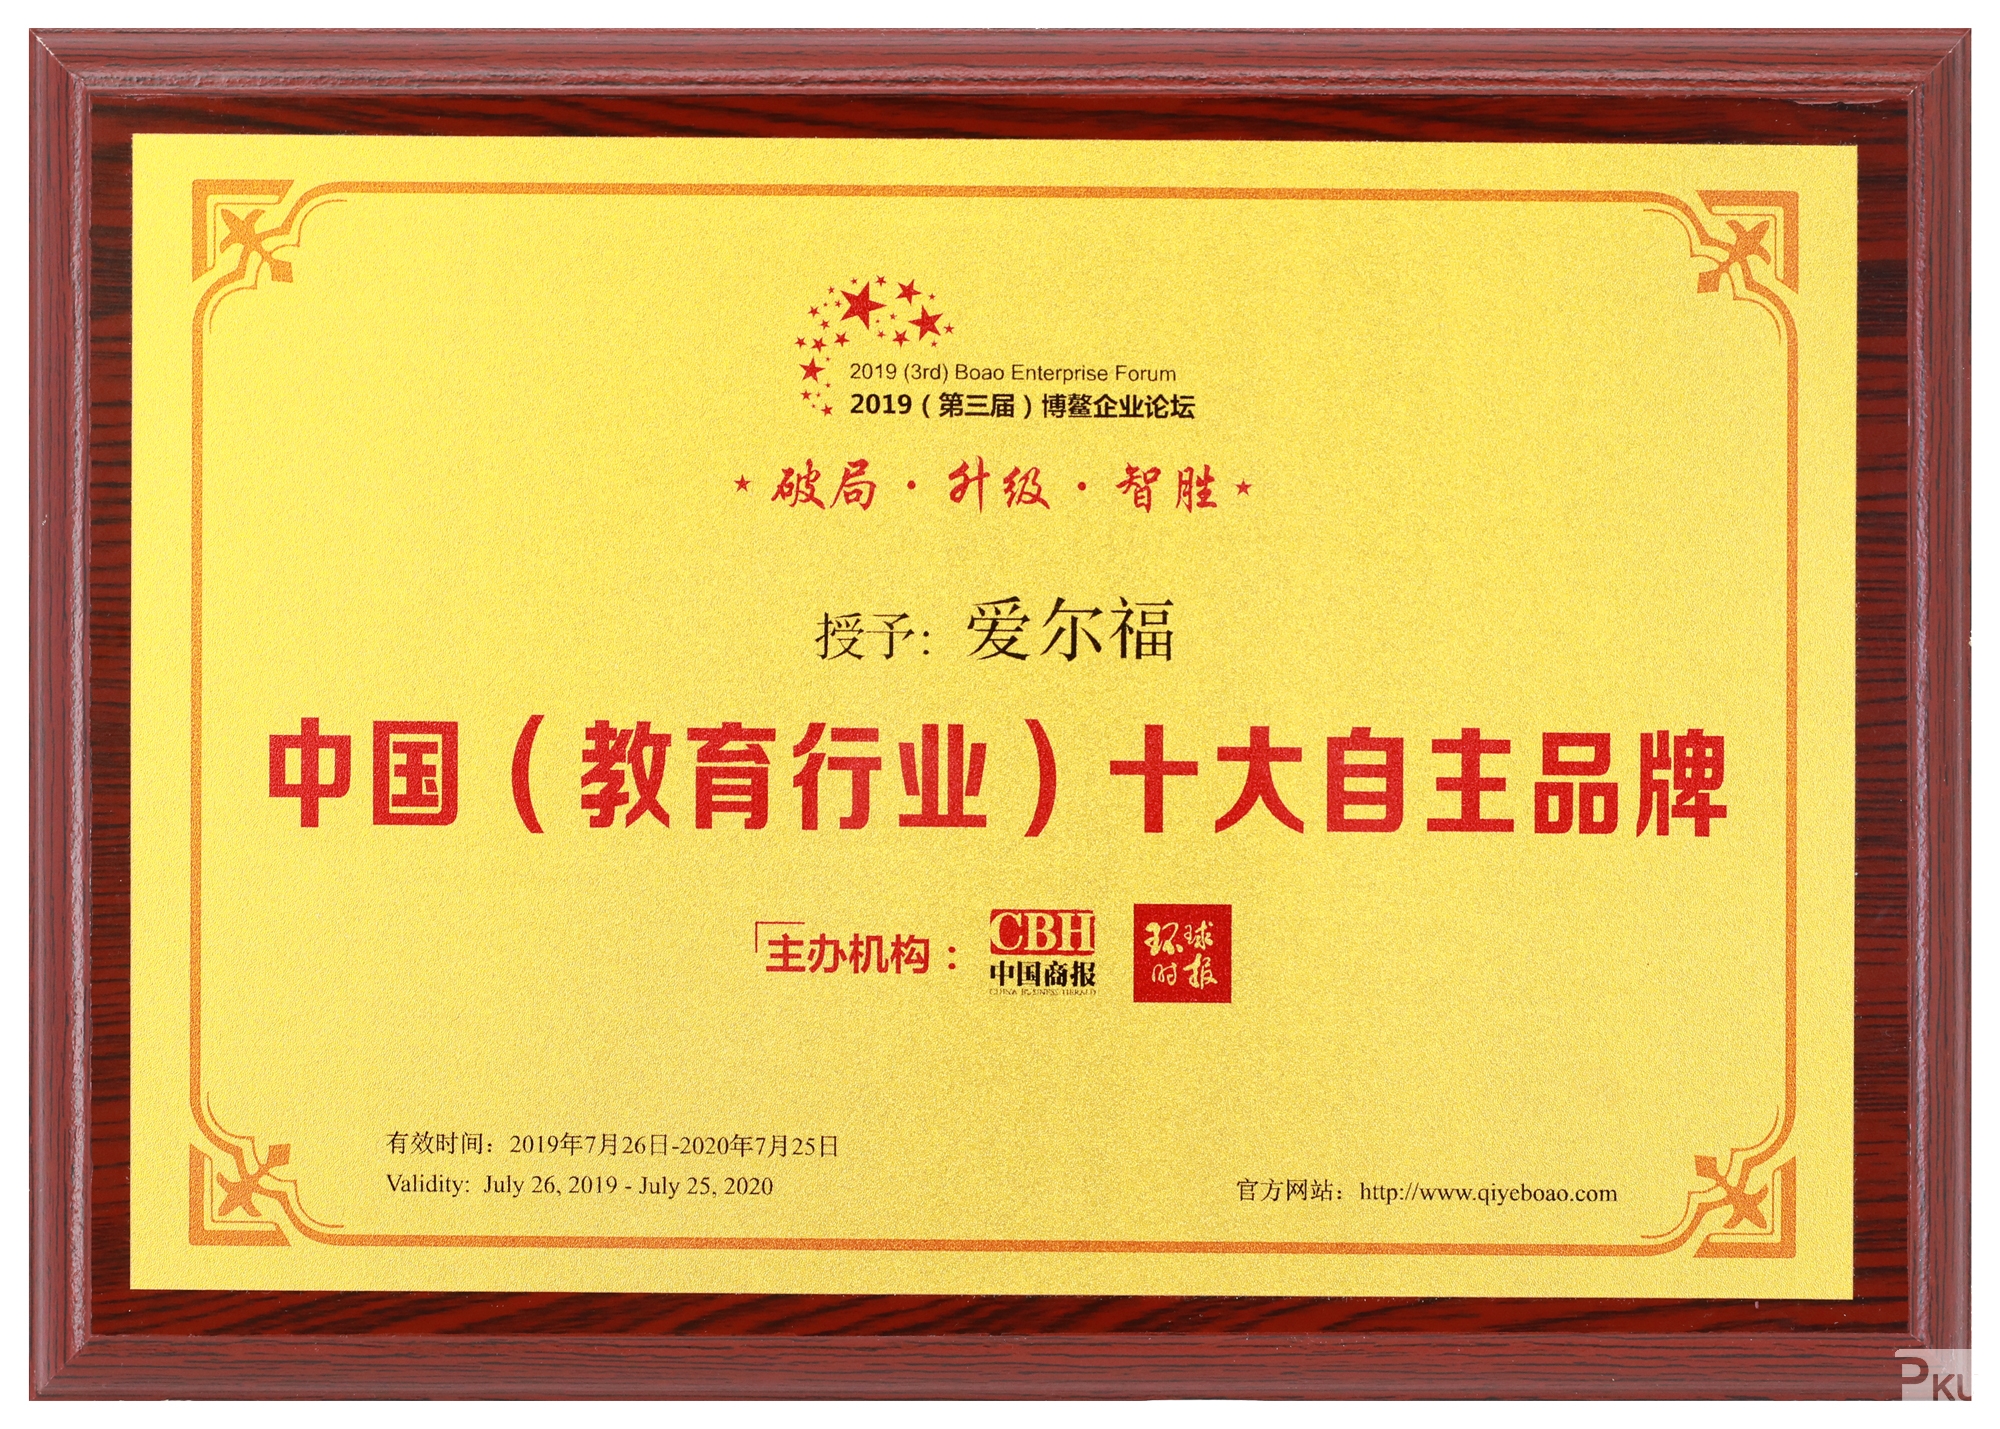 2019 (3rd) Boao Enterprise Forum
2019（第三届）博鳌企业论坛
破局·升级·智胜
授予: 爱尔福
中国（教育行业）十大自主品牌
主办机构：
CBH
中国商报
CHINA BUSINESS HERALD
环球
时报
有效时间：2019年7月26日-2020年7月25日
Validity: July 26, 2019 - July 25, 2020
官方网站：http://www.qiyeboao.com
PKU